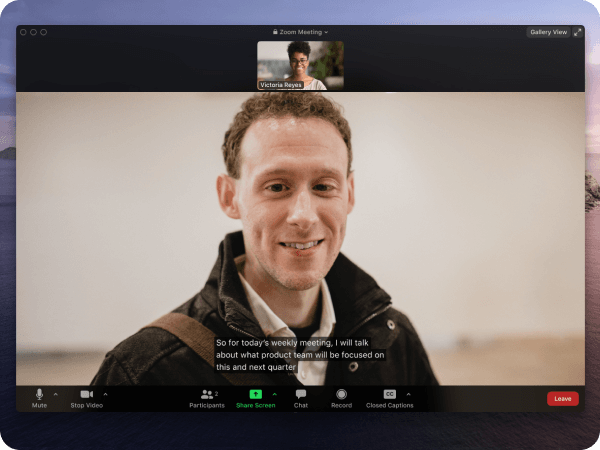 Zoom Meeting
Gallery View
Victoria Reyes
So for today's weekly meeting, I will talk
about what product team will be focused on
this and next quarter
Mute
Stop Video
Participants
2
Share Screen
Chat
Record
CC
Closed Captions
Leave